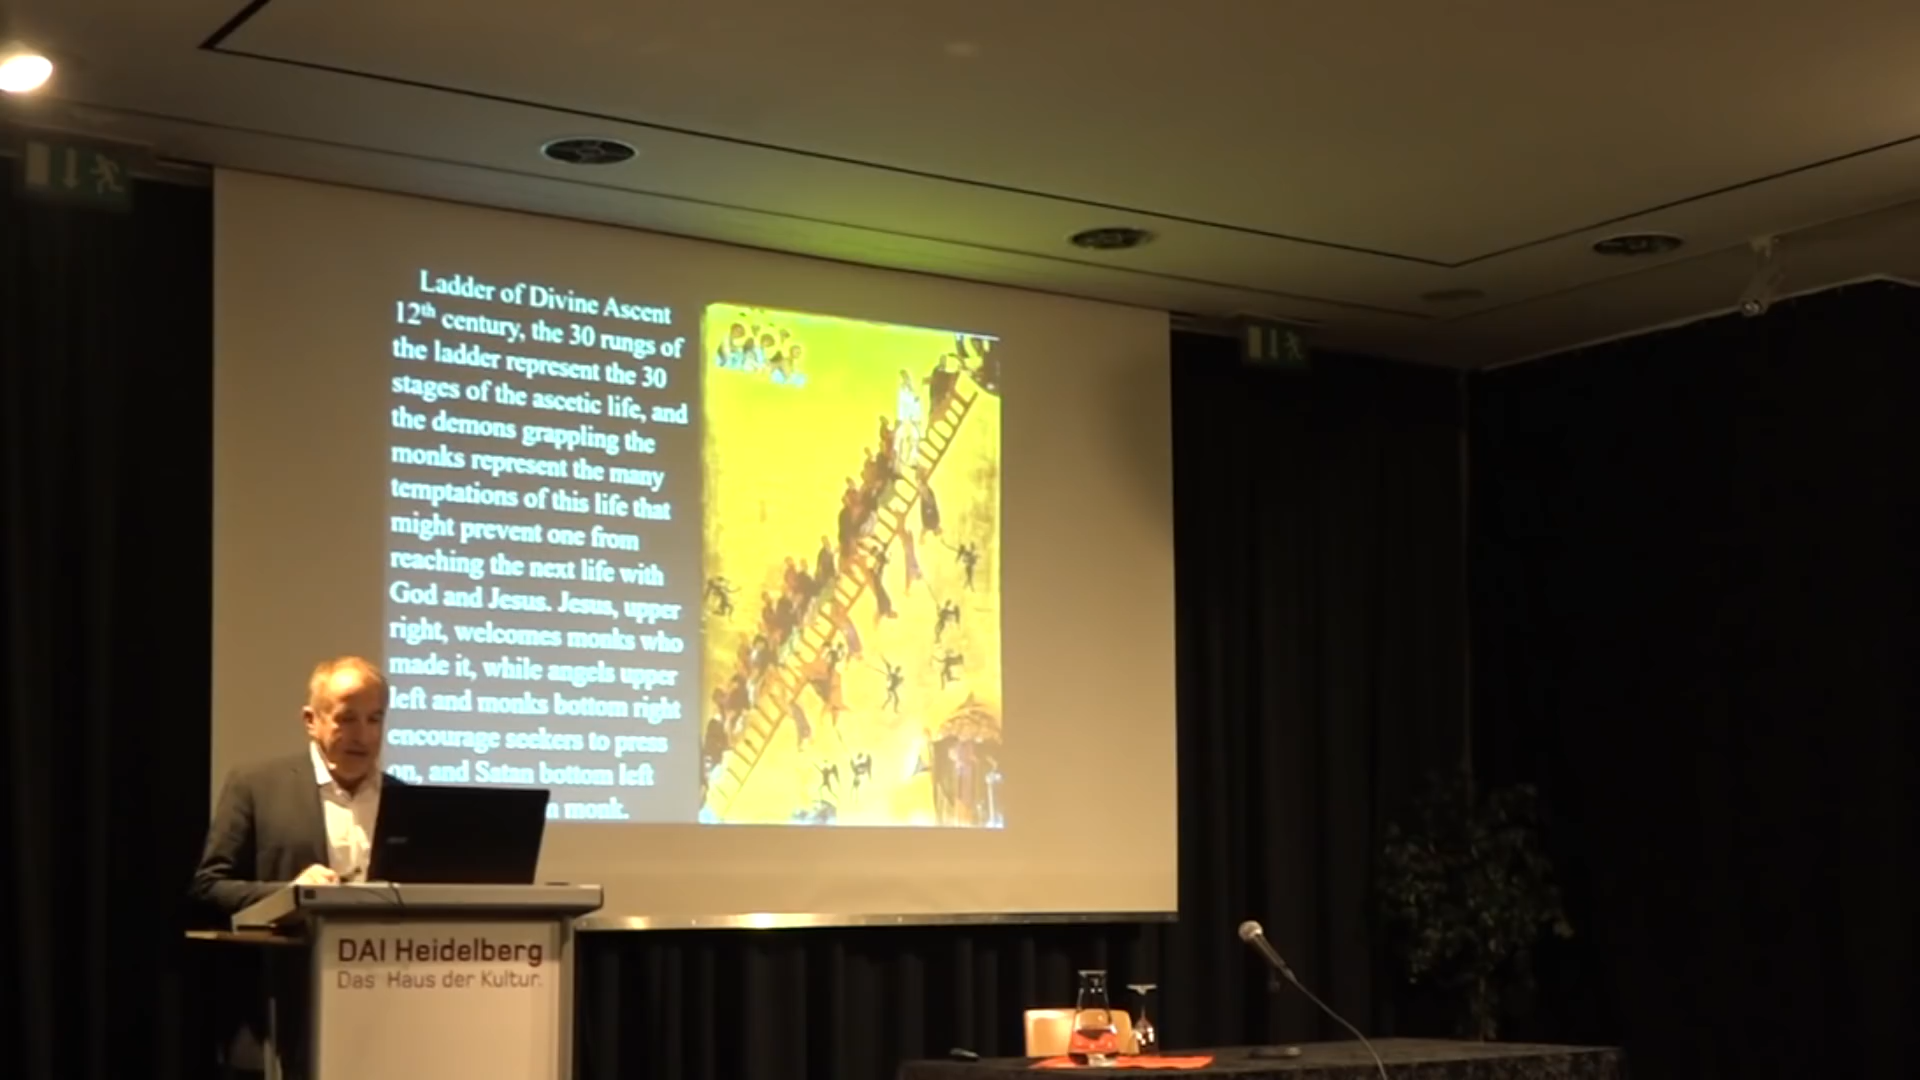 Ladder of Divine Ascent
12th century, the 30 rungs of
the ladder represent the 30
stages of the ascetic life, and
the demons grappling the
monks represent the many
temptations of this life that
might prevent one from
reaching the next life with
God and Jesus. Jesus, upper
right, welcomes monks who
made it, while angels upper
left and monks bottom right
encourage seekers to press
on, and Satan bottom left
monk.
DAI Heidelberg
Das Haus der Kultur.